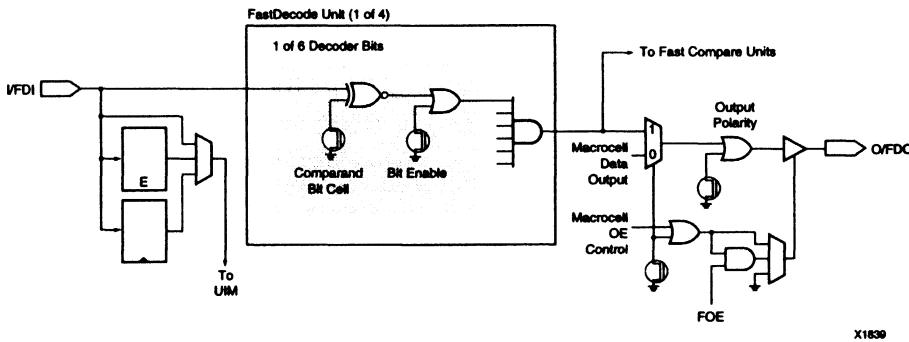 FastDecode Unit (1 of 4)
1 of 6 Decoder Bits
To Fast Compare Units
I/FDI
Output
Polarity
1
O/FDO
Macrocell
Data
Output
0
Comparand
Bit Cell
Bit Enable
E
Macrocell
OE
Control
To
UIM
FOE
X1839